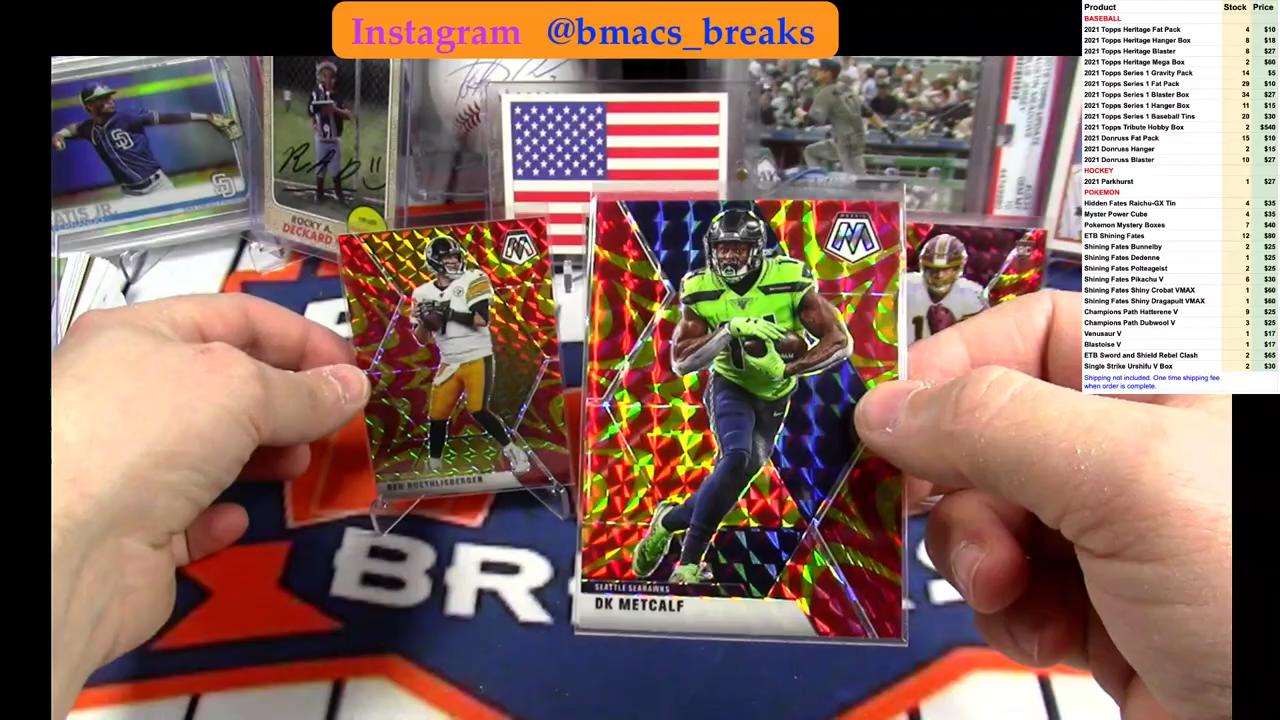 Instagram @bmacs_breaks
Product Stock Price
BASEBALL
2021 Topps Heritage Fat Pack 4 $10
2021 Topps Heritage Hanger Box 8 $18
2021 Topps Heritage Blaster 8 $27
2021 Topps Heritage Mega Box 2 $60
2021 Topps Series 1 Gravity Pack 14 $5
2021 Topps Series 1 Fat Pack 29 $10
2021 Topps Series 1 Blaster Box 34 $27
2021 Topps Series 1 Hanger Box 11 $15
2021 Topps Series 1 Baseball Tins 20 $30
2021 Topps Tribute Hobby Box 2 $540
2021 Donruss Fat Pack 15 $10
2021 Donruss Hanger 2 $15
2021 Donruss Blaster 10 $27
HOCKEY
2021 Parkhurst 1 $27
POKEMON
Hidden Fates Raichu-GX Tin 4 $35
Myster Power Cube 4 $35
Pokemon Mystery Boxes 7 $40
ETB Shining Fates 12 $80
Shining Fates Bunnelby 2 $25
Shining Fates Dedenne 1 $25
Shining Fates Polteageist 2 $25
Shining Fates Pikachu V 6 $30
Shining Fates Shiny Crobat VMAX 1 $60
Shining Fates Shiny Dragapult VMAX 1 $60
Champions Path Hatterene V 9 $25
Champions Path Dubwool V 3 $25
Venusaur V 1 $17
Blastoise V 1 $17
ETB Sword and Shield Rebel Clash 2 $65
Single Strike Urshifu V Box 2 $30
Shipping not included. One time shipping fee
when order is complete.
SD
ROCKY A.
DECKARD
M
BEN ROETHLISBERGER
MOSAIC
M
SEATTLE SEAHAWKS
DK METCALF
BR